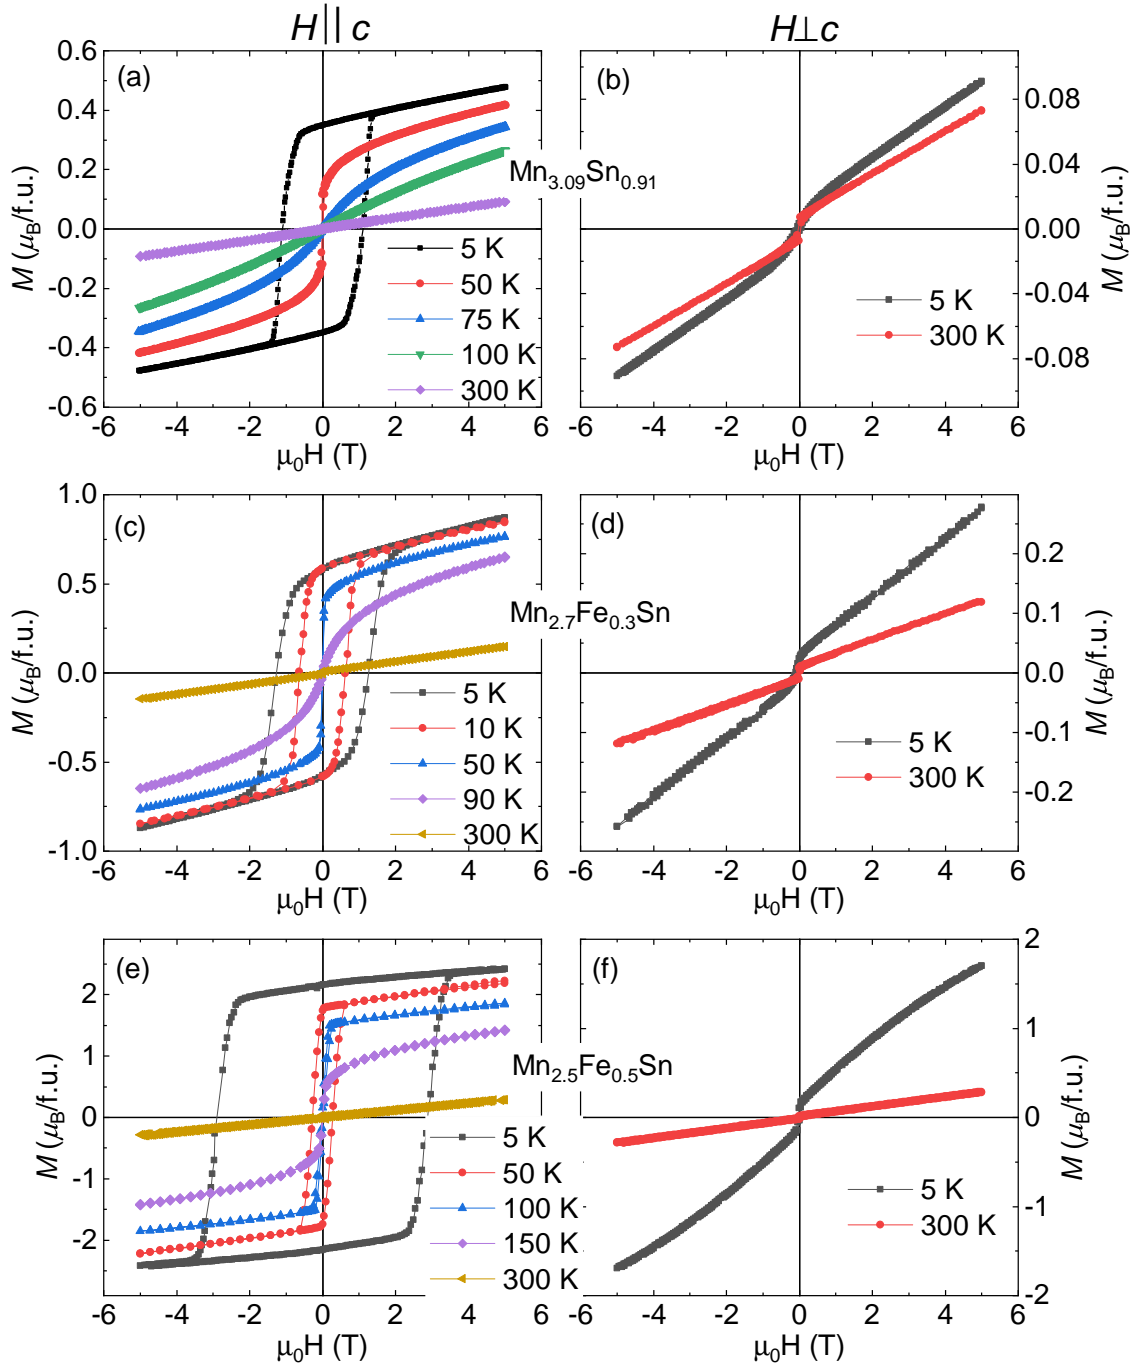 H || c
H⊥c
(a)
0.6
0.4
0.2
0.0
-0.2
-0.4
-0.6
M (μB/f.u.)
5 K
50 K
75 K
100 K
300 K
-6 -4 -2 0 2 4 6
μ0H (T)
Mn3.09Sn0.91
(b)
0.08
0.04
0.00
-0.04
-0.08
M (μB/f.u.)
5 K
300 K
-6 -4 -2 0 2 4 6
μ0H (T)
(c)
1.0
0.5
0.0
-0.5
-1.0
M (μB/f.u.)
5 K
10 K
50 K
90 K
300 K
-6 -4 -2 0 2 4 6
μ0H (T)
Mn2.7Fe0.3Sn
(d)
0.2
0.1
0.0
-0.1
-0.2
M (μB/f.u.)
5 K
300 K
-6 -4 -2 0 2 4 6
μ0H (T)
(e)
2
1
0
-1
-2
M (μB/f.u.)
5 K
50 K
100 K
150 K
300 K
-6 -4 -2 0 2 4 6
μ0H (T)
Mn2.5Fe0.5Sn
(f)
2
1
0
-1
-2
M (μB/f.u.)
5 K
300 K
-6 -4 -2 0 2 4 6
μ0H (T)